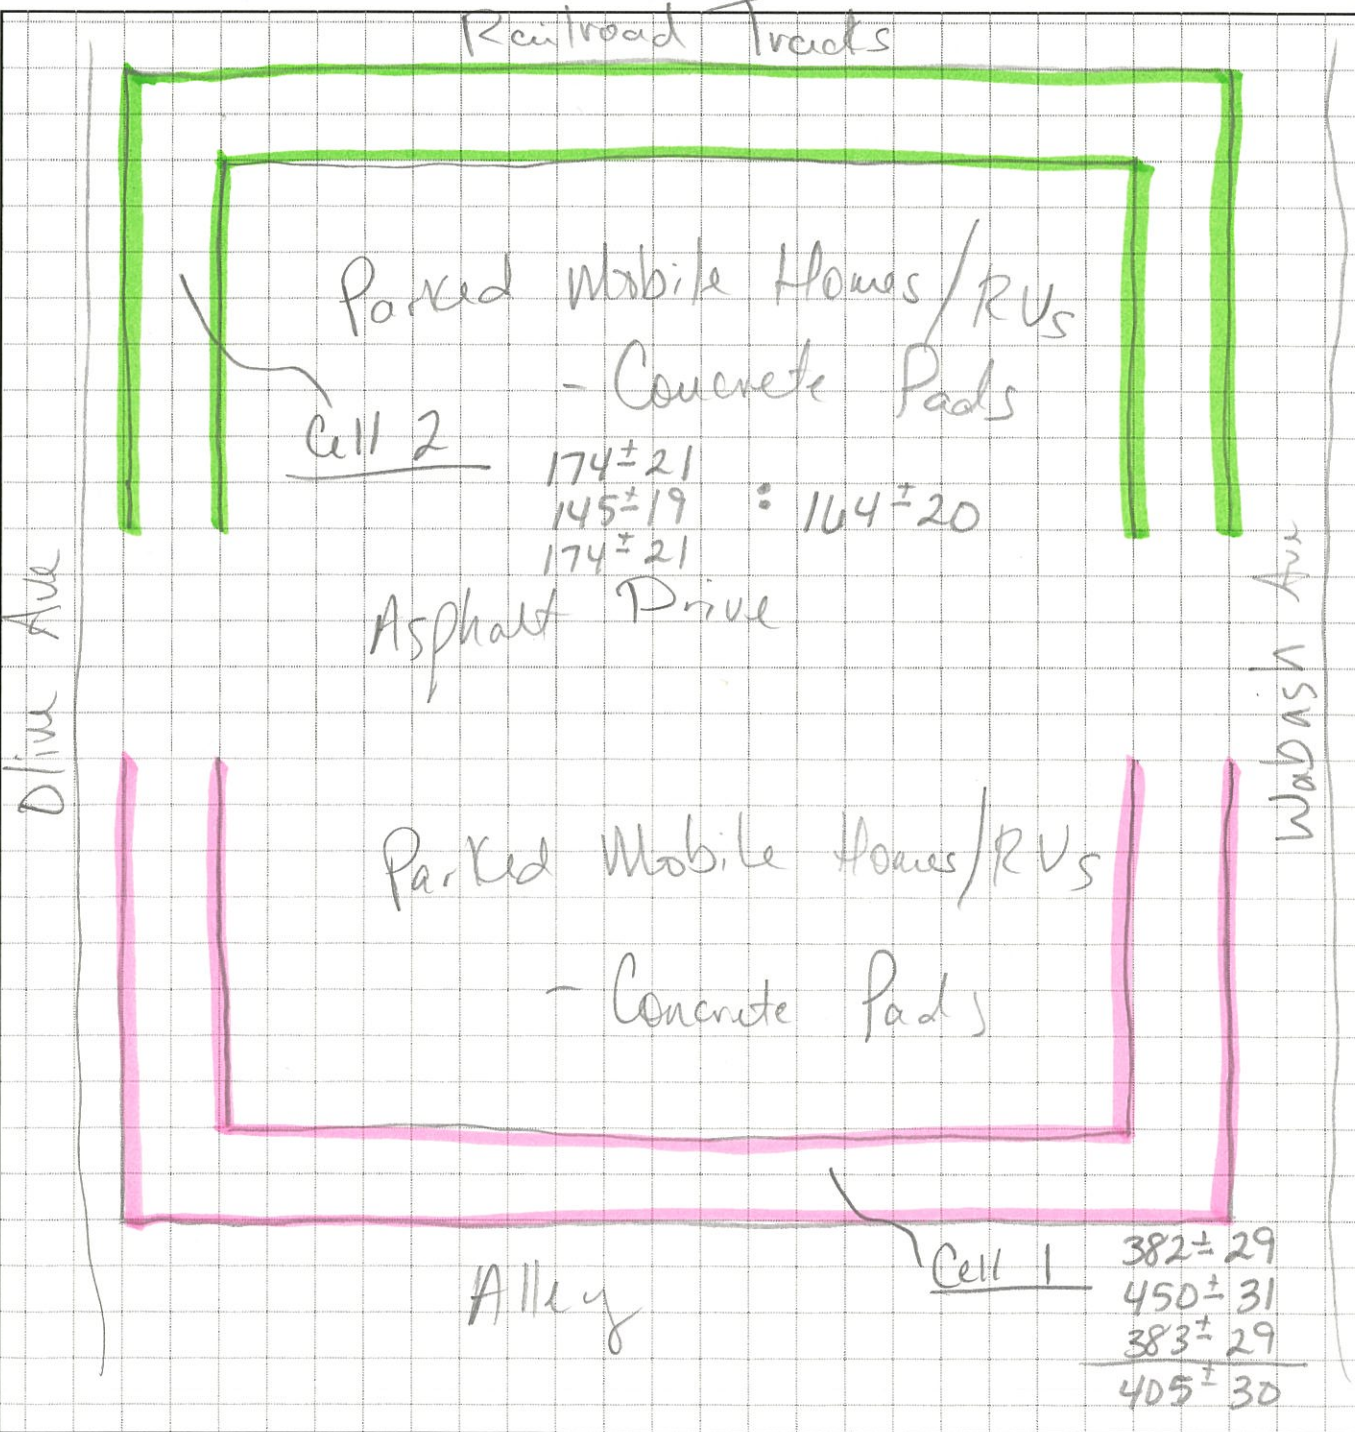 Railroad Tracks
Parked Mobile Homes/RVs
- Concrete Pads
Cell 2
174±21
145±19 : 164±20
174±21
Asphalt Drive
Olive Ave
Wabash Ave
Parked Mobile Homes/RVs
- Concrete Pads
Cell 1
382±29
450±31
383±29
405±30
Alley